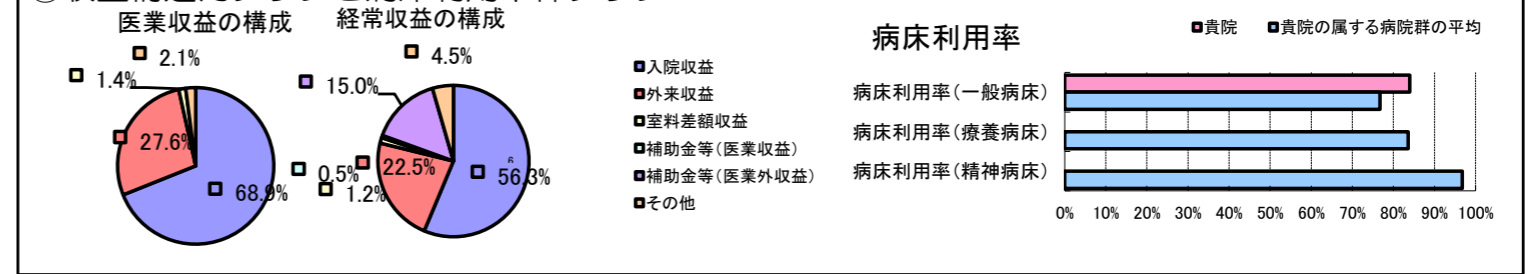 医業収益の構成
経常収益の構成
2.1%
1.4%
27.6%
68.9%
4.5%
15.0%
0.5%
1.2%
22.5%
56.3%
入院収益
外来収益
室料差額収益
補助金等(医業収益)
補助金等(医業外収益)
その他
病床利用率
貴院
貴院の属する病院群の平均
病床利用率(一般病床)
病床利用率(療養病床)
病床利用率(精神病床)
0% 10% 20% 30% 40% 50% 60% 70% 80% 90% 100%